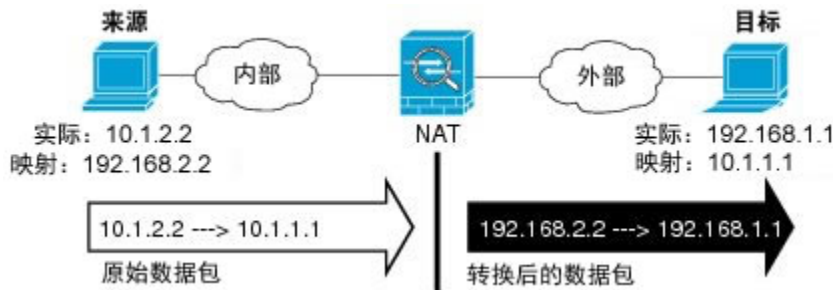 来源
目标
内部
外部
NAT
实际：10.1.2.2
映射：192.168.2.2
实际：192.168.1.1
映射：10.1.1.1
10.1.2.2 ---> 10.1.1.1
192.168.2.2 ---> 192.168.1.1
原始数据包
转换后的数据包